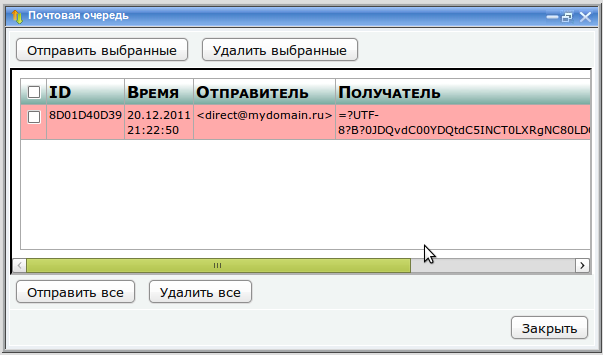 Почтовая очередь
Отправить выбранные Удалить выбранные
ID Время Отправитель Получатель
8D01D40D39 20.12.2011 <direct@mydomain.ru> =?UTF-
21:22:50 8?B?0JDQvdC00YDQtdC5INCT0LXRgNC80LD
Отправить все Удалить все
Закрыть